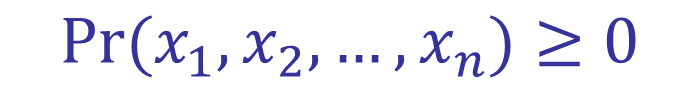 Pr(x₁, x₂, … , xₙ) ≥ 0